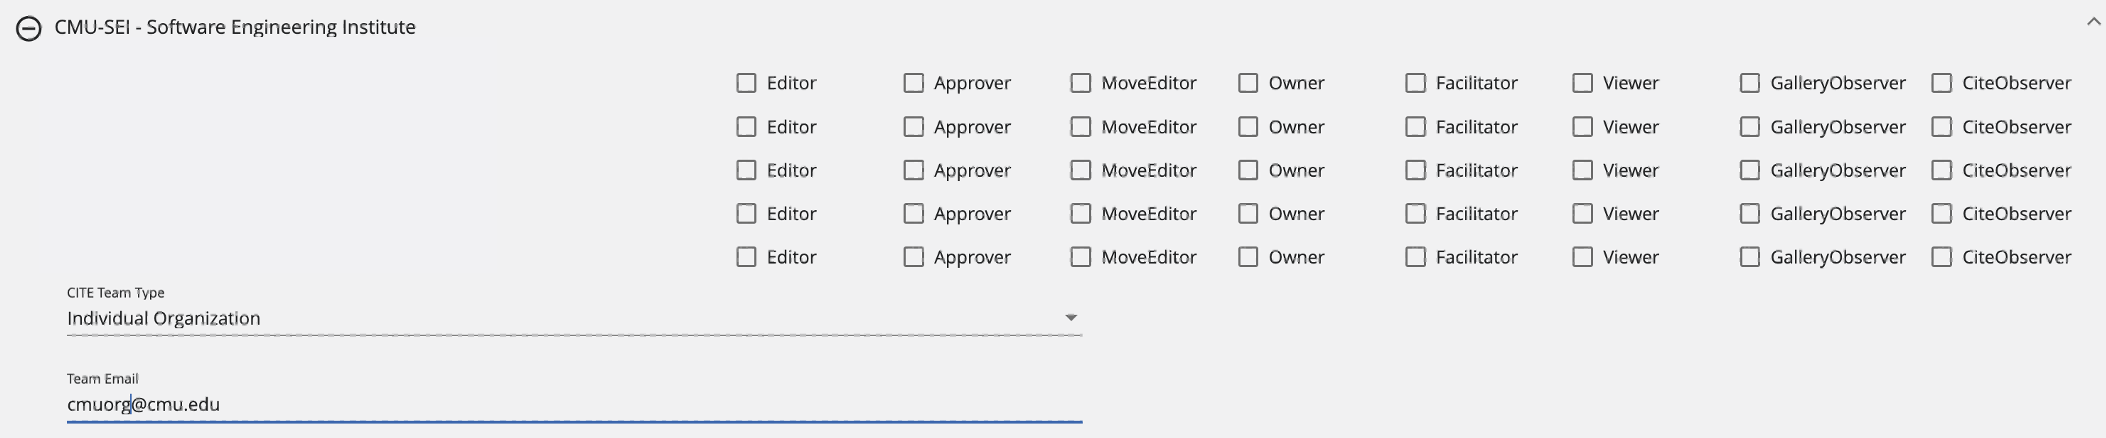 CMU-SEI - Software Engineering Institute
Editor Approver MoveEditor Owner Facilitator Viewer GalleryObserver CiteObserver
Editor Approver MoveEditor Owner Facilitator Viewer GalleryObserver CiteObserver
Editor Approver MoveEditor Owner Facilitator Viewer GalleryObserver CiteObserver
Editor Approver MoveEditor Owner Facilitator Viewer GalleryObserver CiteObserver
Editor Approver MoveEditor Owner Facilitator Viewer GalleryObserver CiteObserver
CITE Team Type
Individual Organization
Team Email
cmuorg@cmu.edu